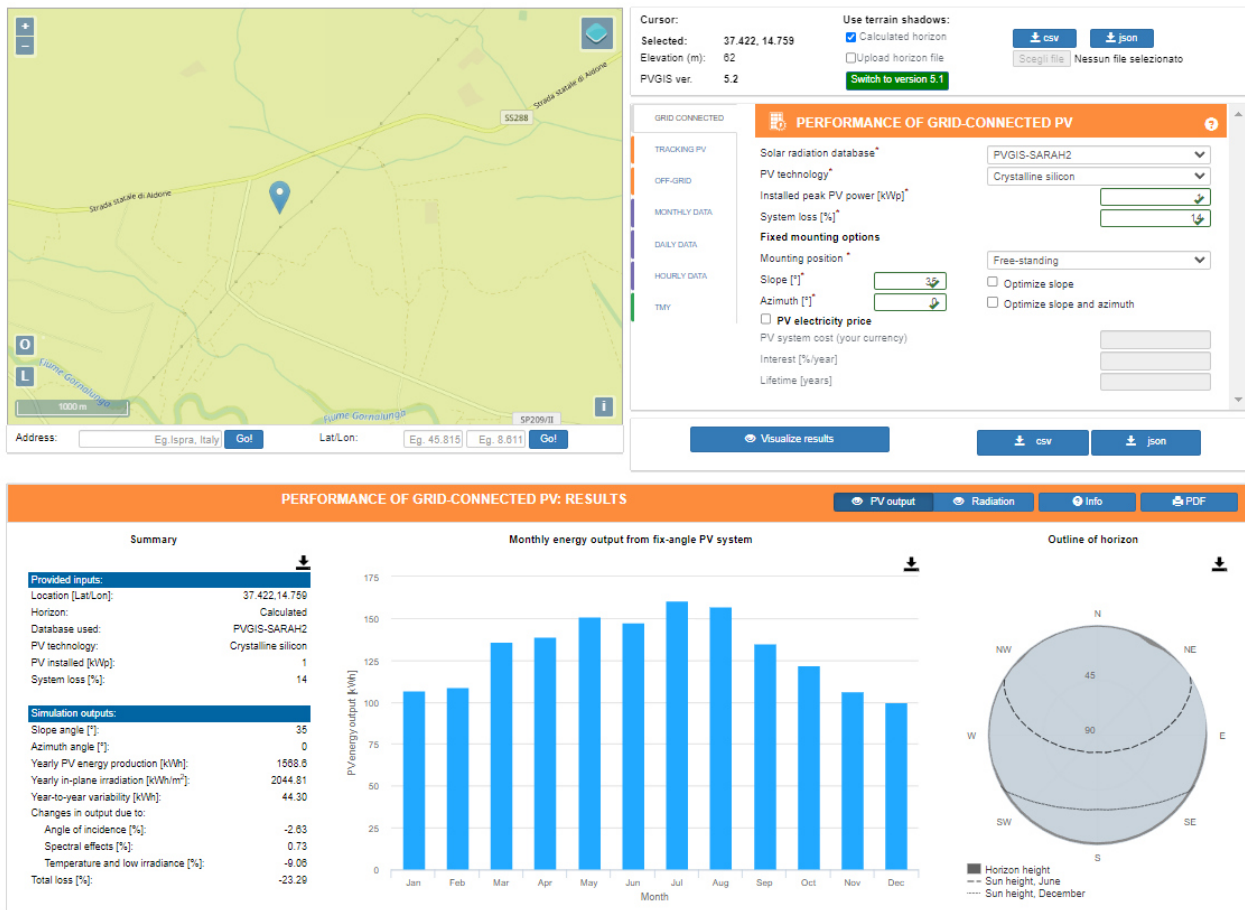 +
−
Strada statale di Aidone
SS288
Strada statale di Aidone
O
L
Fiume Gornalunga
1000 m
Fiume Gornalunga
SP209/II
i
Address:
Eg.Ispra, Italy
Go!
Lat/Lon:
Eg. 45.815
Eg. 8.611
Go!
Cursor:
Use terrain shadows:
Selected:
37.422, 14.759
Calculated horizon
csv
json
Elevation (m):
62
Upload horizon file
Scegli file
Nessun file selezionato
PVGIS ver.
5.2
Switch to version 5.1
GRID CONNECTED
TRACKING PV
OFF-GRID
MONTHLY DATA
DAILY DATA
HOURLY DATA
TMY
PERFORMANCE OF GRID-CONNECTED PV
?
Solar radiation database*
PVGIS-SARAH2
PV technology*
Crystalline silicon
Installed peak PV power [kWp]*
System loss [%]*
14
Fixed mounting options
Mounting position *
Free-standing
Slope [°]*
35
Optimize slope
Azimuth [°]*
0
Optimize slope and azimuth
PV electricity price
PV system cost (your currency)
Interest [%/year]
Lifetime [years]
Visualize results
csv
json
PERFORMANCE OF GRID-CONNECTED PV: RESULTS
PV output
Radiation
Info
PDF
Summary
Provided inputs:
Location [Lat/Lon]: 37.422,14.759
Horizon: Calculated
Database used: PVGIS-SARAH2
PV technology: Crystalline silicon
PV installed [kWp]: 1
System loss [%]: 14
Simulation outputs:
Slope angle [°]: 35
Azimuth angle [°]: 0
Yearly PV energy production [kWh]: 1568.6
Yearly in-plane irradiation [kWh/m²]: 2044.81
Year-to-year variability [kWh]: 44.30
Changes in output due to:
Angle of incidence [%]: -2.63
Spectral effects [%]: 0.73
Temperature and low irradiance [%]: -9.06
Total loss [%]: -23.29
Monthly energy output from fix-angle PV system
PV energy output [kWh]
175
150
125
100
75
50
25
0
Jan Feb Mar Apr May Jun Jul Aug Sep Oct Nov Dec
Month
Outline of horizon
N
NW
NE
45
W
90
E
SW
SE
S
Horizon height
Sun height, June
Sun height, December